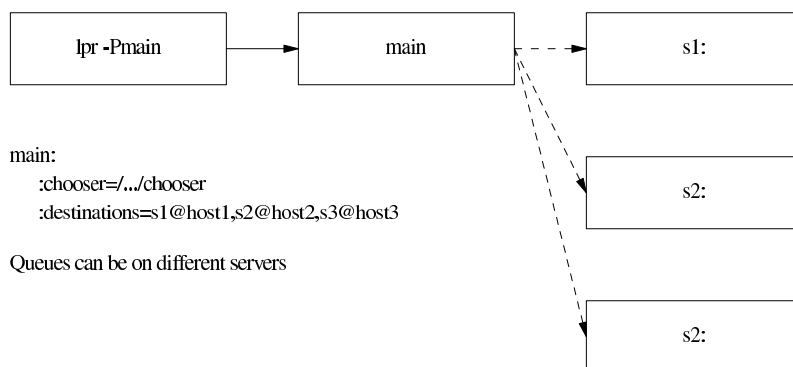 lpr -Pmain
main
s1:
s2:
s2:
main:
:chooser=/.../chooser
:destinations=s1@host1,s2@host2,s3@host3
Queues can be on different servers